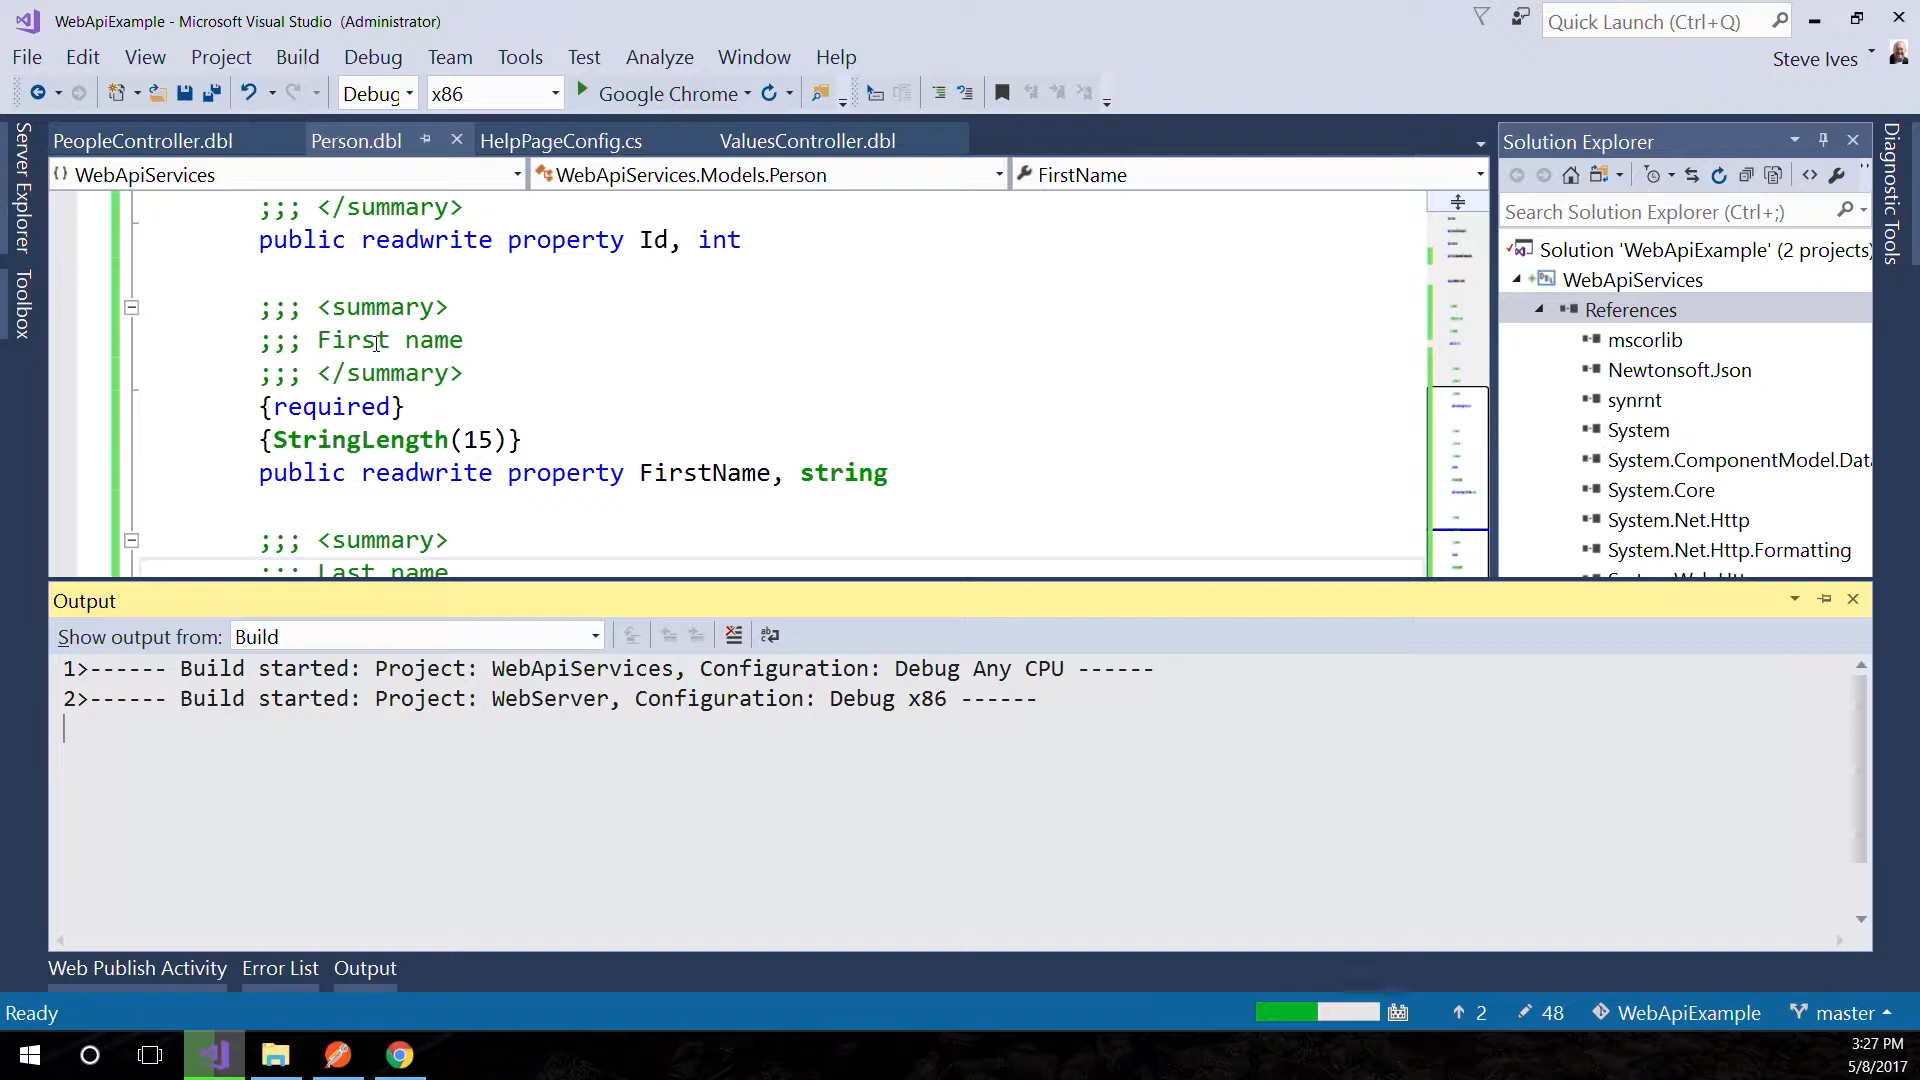 WebApiExample - Microsoft Visual Studio (Administrator)
Quick Launch (Ctrl+Q)
File Edit View Project Build Debug Team Tools Test Analyze Window Help
Steve Ives
Debug x86 Google Chrome
Server Explorer
Toolbox
PeopleController.dbl Person.dbl HelpPageConfig.cs ValuesController.dbl
WebApiServices WebApiServices.Models.Person FirstName
;;; </summary>
public readwrite property Id, int
;;; <summary>
;;; First name
;;; </summary>
{required}
{StringLength(15)}
public readwrite property FirstName, string
;;; <summary>
;;; Last name
Solution Explorer
Search Solution Explorer (Ctrl+;)
Solution 'WebApiExample' (2 projects)
WebApiServices
References
mscorlib
Newtonsoft.Json
synrnt
System
System.ComponentModel.Data
System.Core
System.Net.Http
System.Net.Http.Formatting
Diagnostic Tools
Output
Show output from: Build
1>------ Build started: Project: WebApiServices, Configuration: Debug Any CPU ------
2>------ Build started: Project: WebServer, Configuration: Debug x86 ------
Web Publish Activity Error List Output
Ready
2 48 WebApiExample master
3:27 PM
5/8/2017